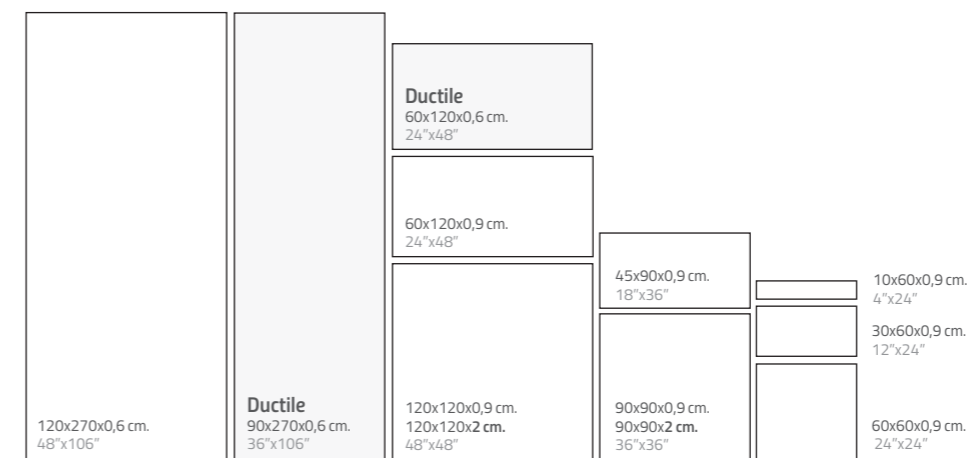 120x270x0,6 cm.
48"x106"
Ductile
90x270x0,6 cm.
36"x106"
Ductile
60x120x0,6 cm.
24"x48"
60x120x0,9 cm.
24"x48"
120x120x0,9 cm.
120x120x2 cm.
48"x48"
45x90x0,9 cm.
18"x36"
90x90x0,9 cm.
90x90x2 cm.
36"x36"
10x60x0,9 cm.
4"x24"
30x60x0,9 cm.
12"x24"
60x60x0,9 cm.
24"x24"